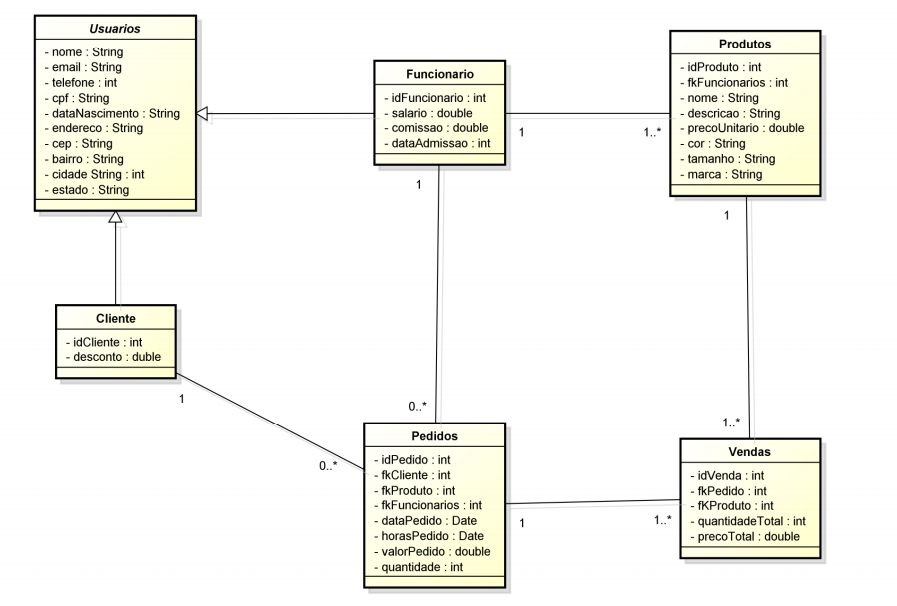 Usuarios
- nome : String
- email : String
- telefone : int
- cpf : String
- dataNascimento : String
- endereco : String
- cep : String
- bairro : String
- cidade String : int
- estado : String
Funcionario
- idFuncionario : int
- salario : double
- comissao : double
- dataAdmissao : int
Produtos
- idProduto : int
- fkFuncionarios : int
- nome : String
- descricao : String
- precoUnitario : double
- cor : String
- tamanho : String
- marca : String
1
1..*
1
1
Cliente
- idCliente : int
- desconto : duble
1
0..*
0..*
1..*
Pedidos
- idPedido : int
- fkCliente : int
- fkProduto : int
- fkFuncionarios : int
- dataPedido : Date
- horasPedido : Date
- valorPedido : double
- quantidade : int
Vendas
- idVenda : int
- fkPedido : int
- fKProduto : int
- quantidadeTotal : int
- precoTotal : double
1
1..*